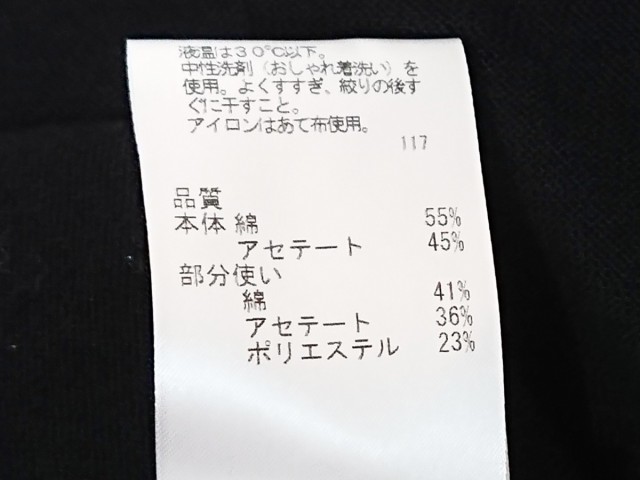 液温は30°C以下。
中性洗剤（おしゃれ着洗い）を
使用。よくすすぎ、絞りの後す
ぐに干すこと。
アイロンはあて布使用。
117
品質
本体 綿 55%
アセテート 45%
部分使い
綿 41%
アセテート 36%
ポリエステル 23%